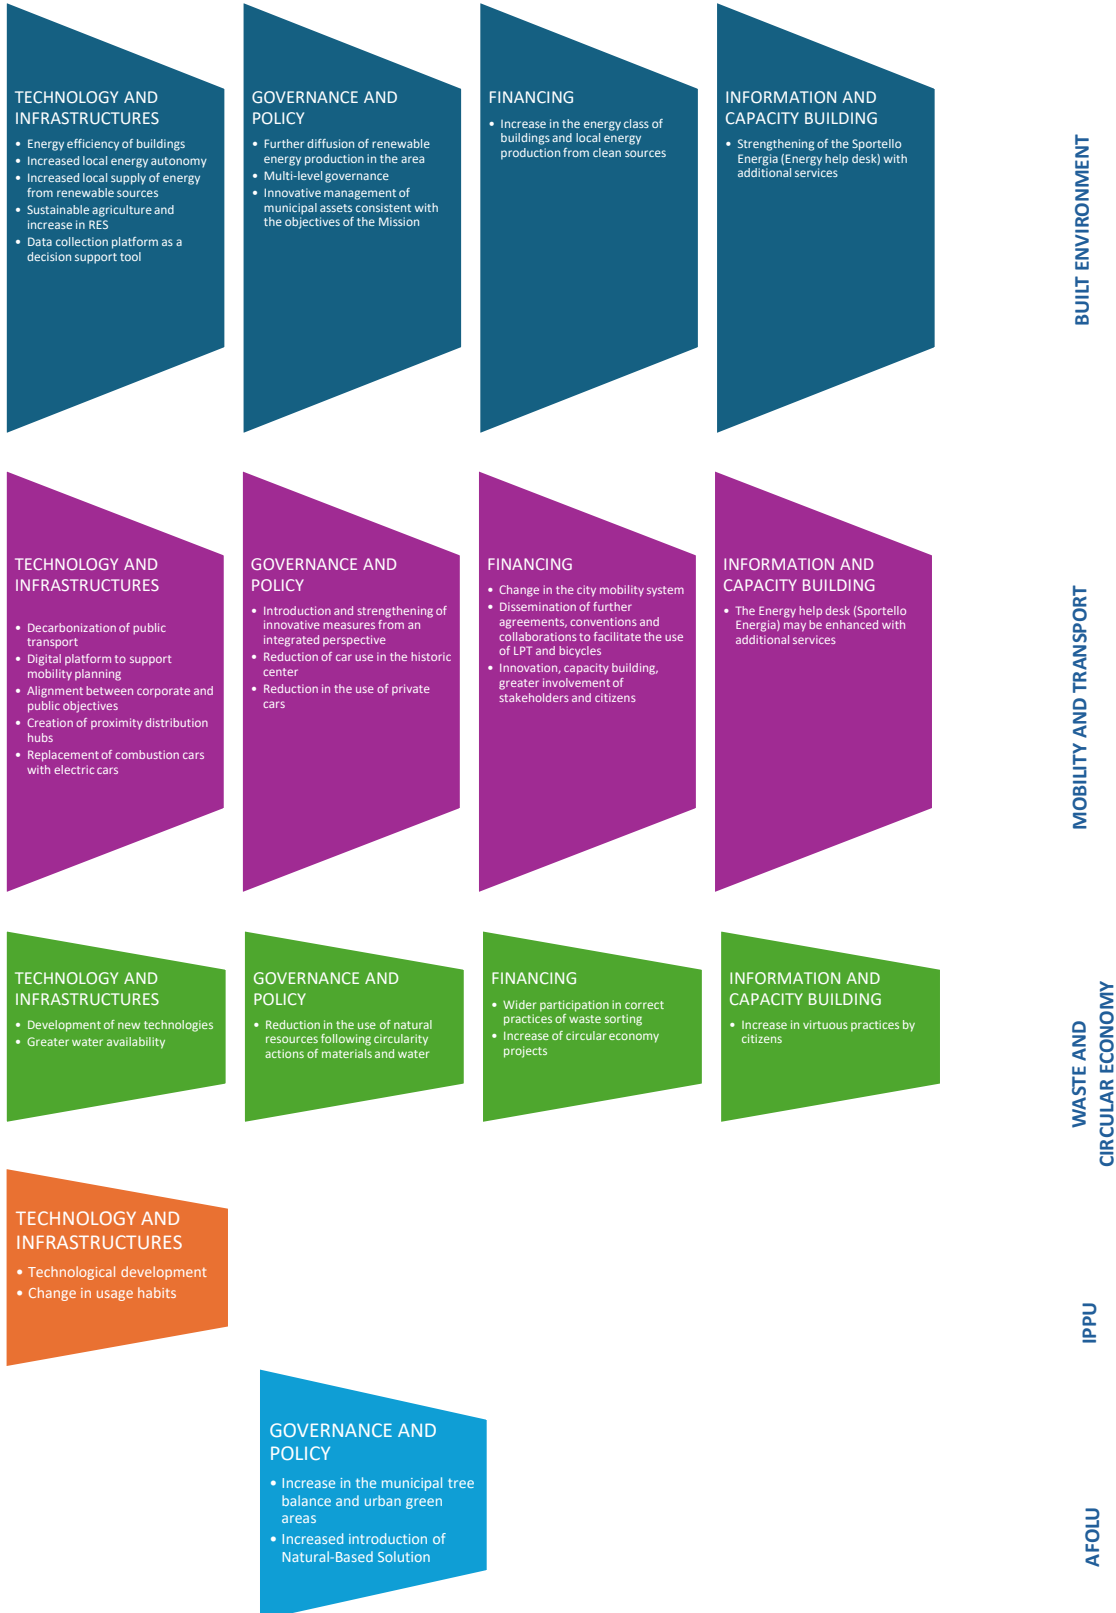 TECHNOLOGY AND
INFRASTRUCTURES
• Energy efficiency of buildings
• Increased local energy autonomy
• Increased local supply of energy
from renewable sources
• Sustainable agriculture and
increase in RES
• Data collection platform as a
decision support tool
GOVERNANCE AND
POLICY
• Further diffusion of renewable
energy production in the area
• Multi-level governance
• Innovative management of
municipal assets consistent with
the objectives of the Mission
FINANCING
• Increase in the energy class of
buildings and local energy
production from clean sources
INFORMATION AND
CAPACITY BUILDING
• Strengthening of the Sportello
Energia (Energy help desk) with
additional services
BUILT ENVIRONMENT
TECHNOLOGY AND
INFRASTRUCTURES
• Decarbonization of public
transport
• Digital platform to support
mobility planning
• Alignment between corporate and
public objectives
• Creation of proximity distribution
hubs
• Replacement of combustion cars
with electric cars
GOVERNANCE AND
POLICY
• Introduction and strengthening of
innovative measures from an
integrated perspective
• Reduction of car use in the historic
center
• Reduction in the use of private
cars
FINANCING
• Change in the city mobility system
• Dissemination of further
agreements, conventions and
collaborations to facilitate the use
of LPT and bicycles
• Innovation, capacity building,
greater involvement of
stakeholders and citizens
INFORMATION AND
CAPACITY BUILDING
• The Energy help desk (Sportello
Energia) may be enhanced with
additional services
MOBILITY AND TRANSPORT
TECHNOLOGY AND
INFRASTRUCTURES
• Development of new technologies
• Greater water availability
GOVERNANCE AND
POLICY
• Reduction in the use of natural
resources following circularity
actions of materials and water
FINANCING
• Wider participation in correct
practices of waste sorting
• Increase of circular economy
projects
INFORMATION AND
CAPACITY BUILDING
• Increase in virtuous practices by
citizens
WASTE AND
CIRCULAR ECONOMY
TECHNOLOGY AND
INFRASTRUCTURES
• Technological development
• Change in usage habits
IPPU
GOVERNANCE AND
POLICY
• Increase in the municipal tree
balance and urban green
areas
• Increased introduction of
Natural-Based Solution
AFOLU